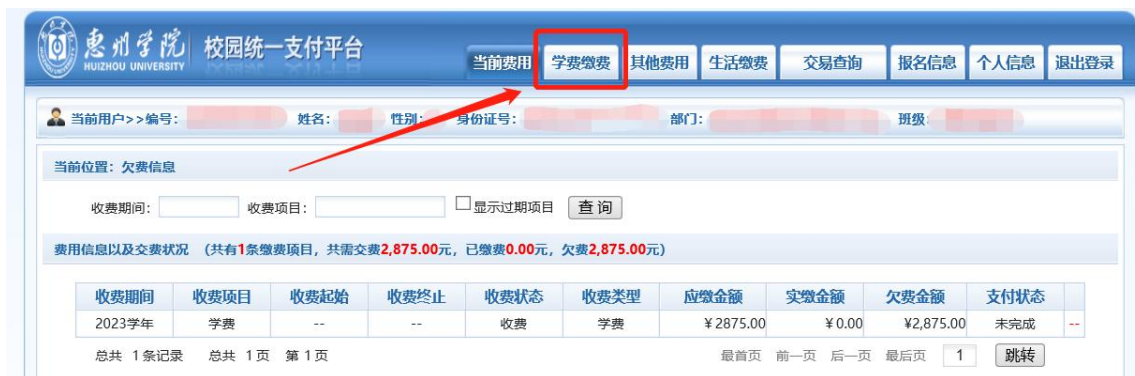 惠州学院 校园统一支付平台
HUIZHOU UNIVERSITY
当前费用 学费缴费 其他费用 生活缴费 交易查询 报名信息 个人信息 退出登录
当前用户>>编号: 姓名: 性别: 身份证号: 部门: 班级:
当前位置: 欠费信息
收费期间: 收费项目: 显示过期项目 查询
费用信息以及交费状况 (共有1条缴费项目, 共需交费2,875.00元, 已缴费0.00元, 欠费2,875.00元)
收费期间 收费项目 收费起始 收费终止 收费状态 收费类型 应缴金额 实缴金额 欠费金额 支付状态
2023学年 学费 -- -- 收费 学费 ¥2875.00 ¥0.00 ¥2,875.00 未完成 --
总共 1条记录 总共 1页 第1页 最首页 前一页 后一页 最后页 1 跳转